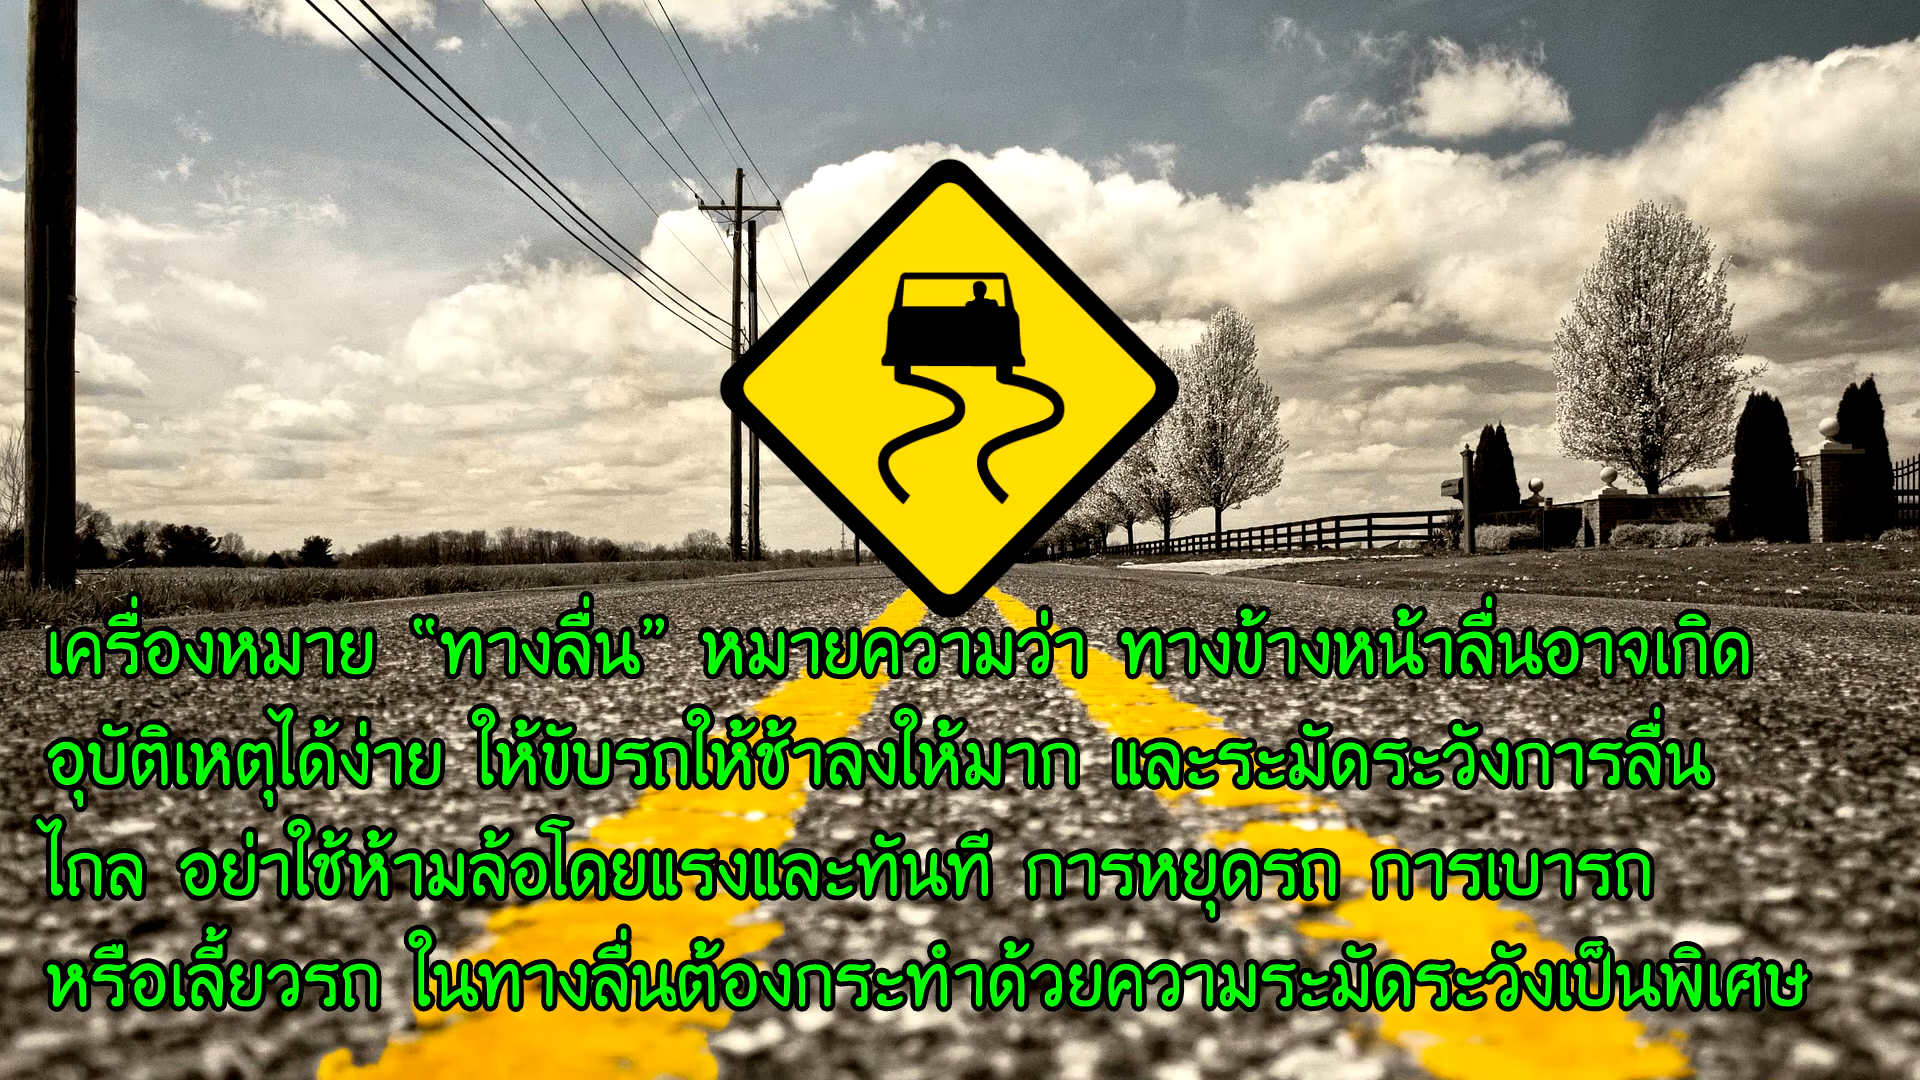 เครื่องหมาย “ทางลื่น” หมายความว่า ทางข้างหน้าลื่นอาจเกิด
อุบัติเหตุได้ง่าย ให้ขับรถให้ช้าลงให้มาก และระมัดระวังการลื่น
ไถล อย่าใช้ห้ามล้อโดยแรงและทันที การหยุดรถ การเบารถ
หรือเลี้ยวรถ ในทางลื่นต้องกระทำด้วยความระมัดระวังเป็นพิเศษ